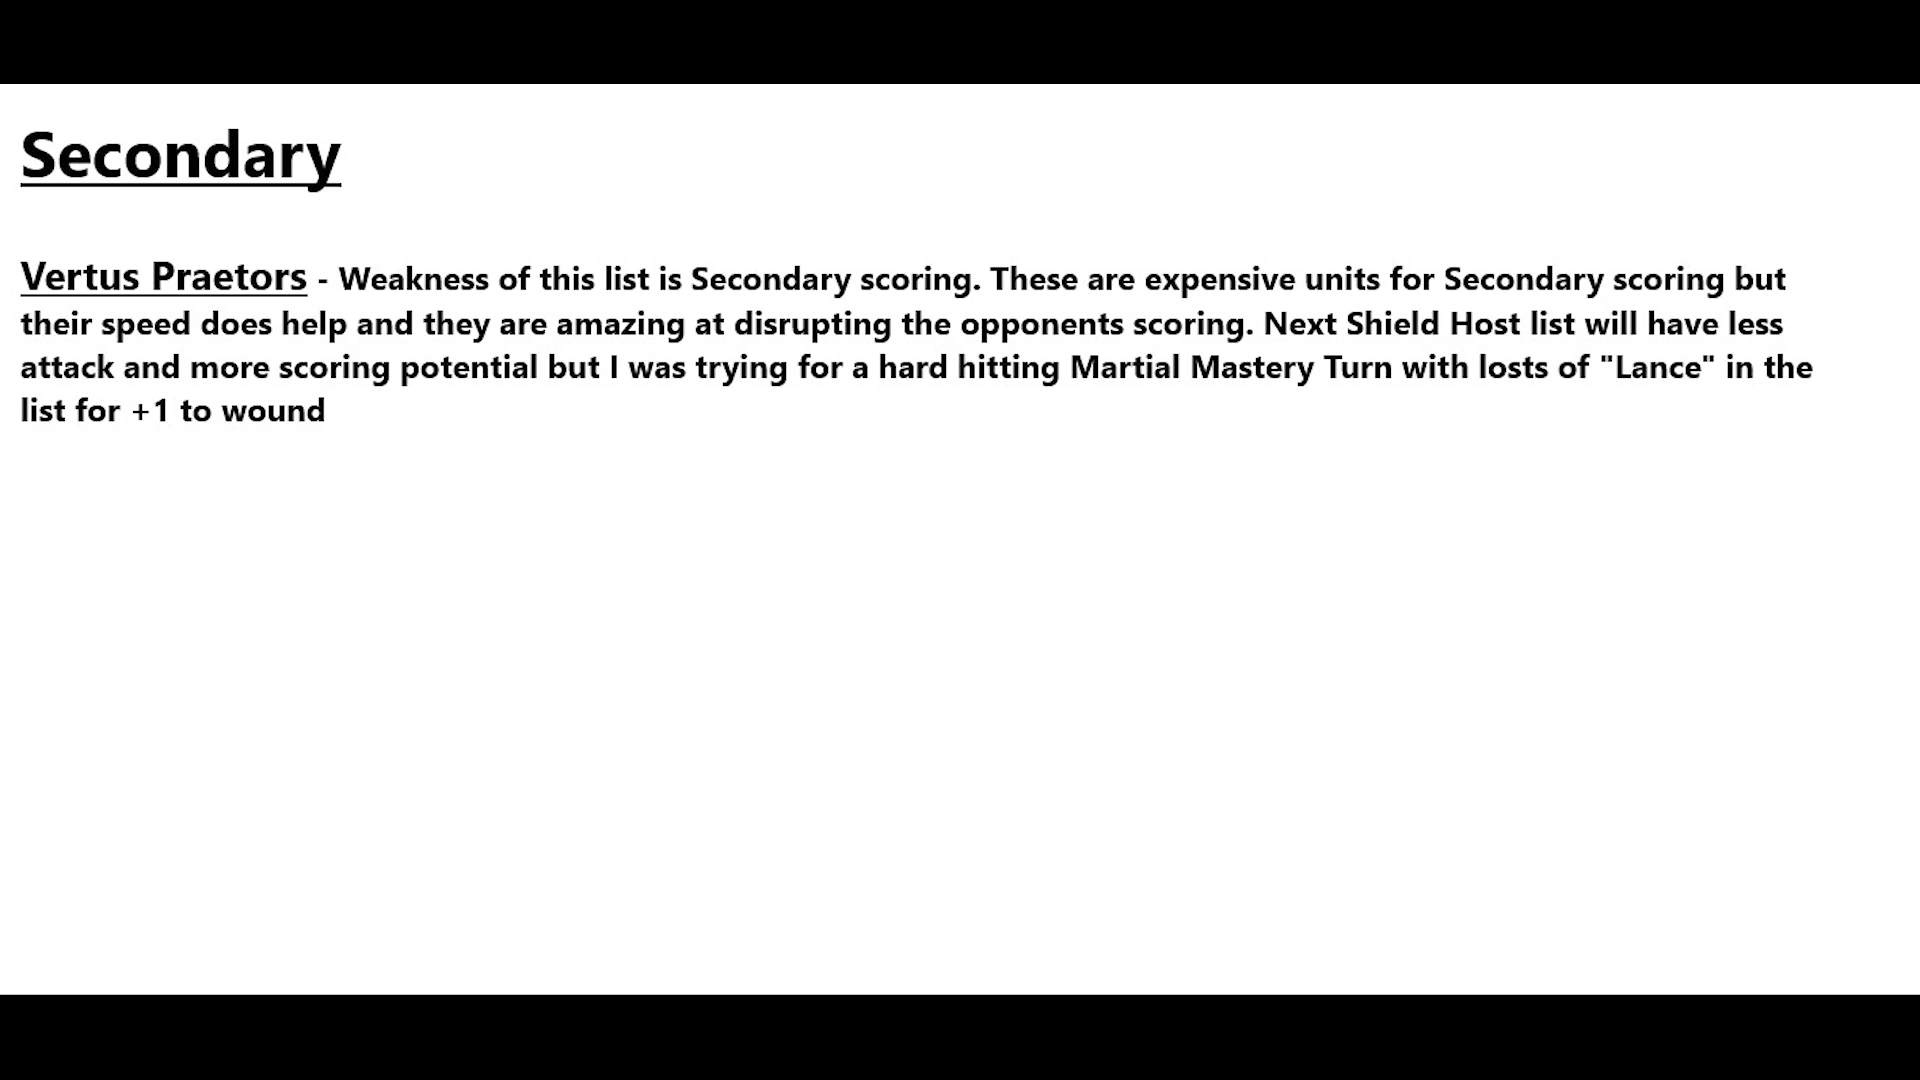 Secondary
Vertus Praetors - Weakness of this list is Secondary scoring. These are expensive units for Secondary scoring but
their speed does help and they are amazing at disrupting the opponents scoring. Next Shield Host list will have less
attack and more scoring potential but I was trying for a hard hitting Martial Mastery Turn with losts of "Lance" in the
list for +1 to wound